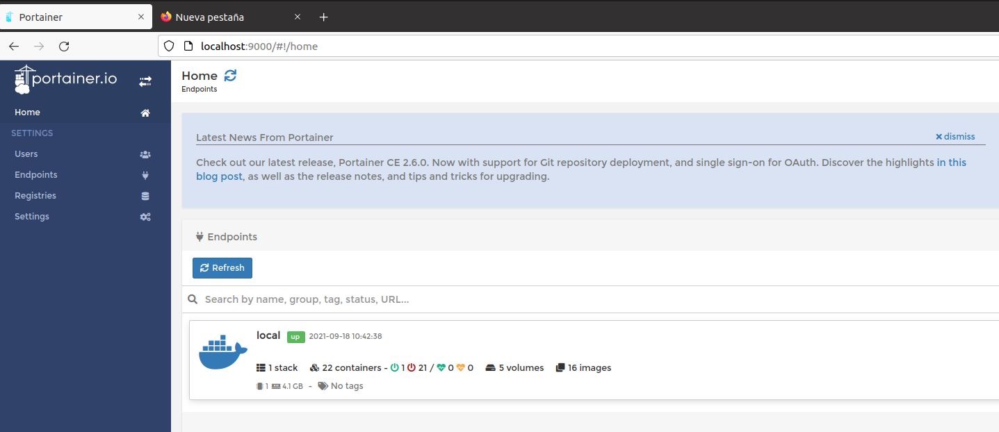 Portainer
Nueva pestaña
localhost:9000/#!/home
portainer.io
Home
SETTINGS
Users
Endpoints
Registries
Settings
Home
Endpoints
Latest News From Portainer
dismiss
Check out our latest release, Portainer CE 2.6.0. Now with support for Git repository deployment, and single sign-on for OAuth. Discover the highlights in this
blog post, as well as the release notes, and tips and tricks for upgrading.
Endpoints
Refresh
Search by name, group, tag, status, URL...
local up 2021-09-18 10:42:38
1 stack 22 containers - 1 21 / 0 0 5 volumes 16 images
1 4.1 GB - No tags